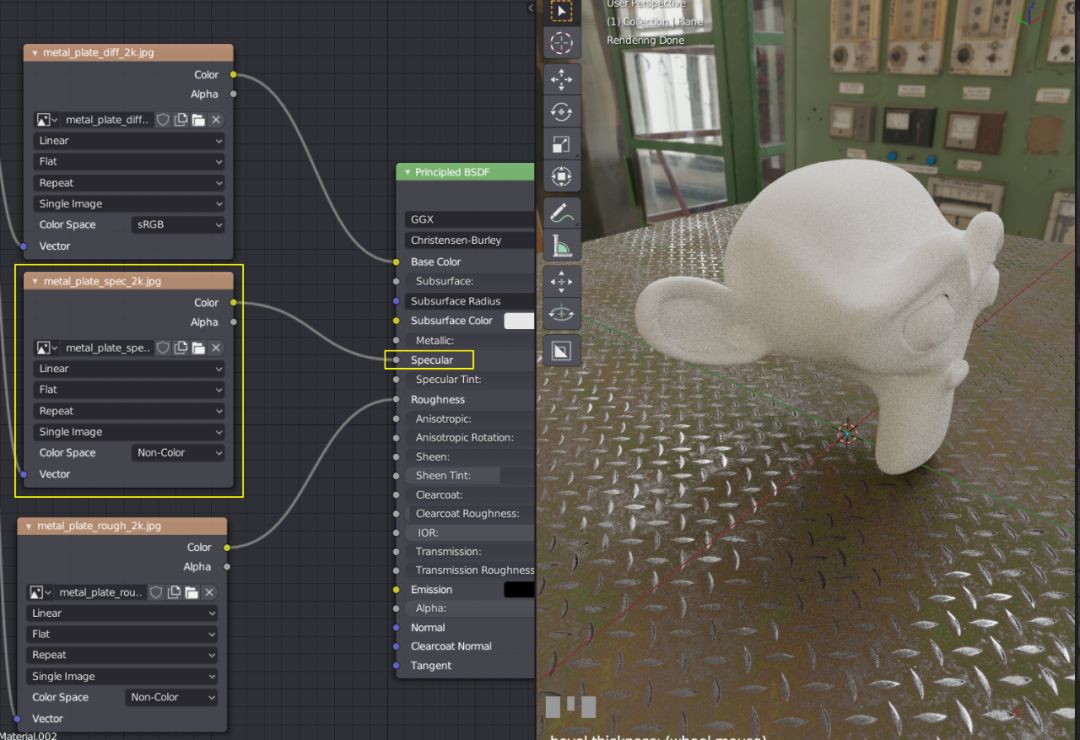 metal_plate_diff_2k.jpg
Color
Alpha
metal_plate_diff..
Linear
Flat
Repeat
Single Image
Color Space
sRGB
Vector
metal_plate_spec_2k.jpg
Color
Alpha
metal_plate_spe..
Linear
Flat
Repeat
Single Image
Color Space
Non-Color
Vector
metal_plate_rough_2k.jpg
Color
Alpha
metal_plate_rou..
Linear
Flat
Repeat
Single Image
Color Space
Non-Color
Vector
Material.002
Principled BSDF
GGX
Christensen-Burley
Base Color
Subsurface:
Subsurface Radius
Subsurface Color
Metallic:
Specular
Specular Tint:
Roughness
Anisotropic:
Anisotropic Rotation:
Sheen:
Sheen Tint:
Clearcoat:
Clearcoat Roughness:
IOR:
Transmission:
Transmission Roughness
Emission
Alpha:
Normal
Clearcoat Normal
Tangent
User Perspective
(1) Collection | Plane
Rendering Done
Z
bevel thickness: (wheel mouse)